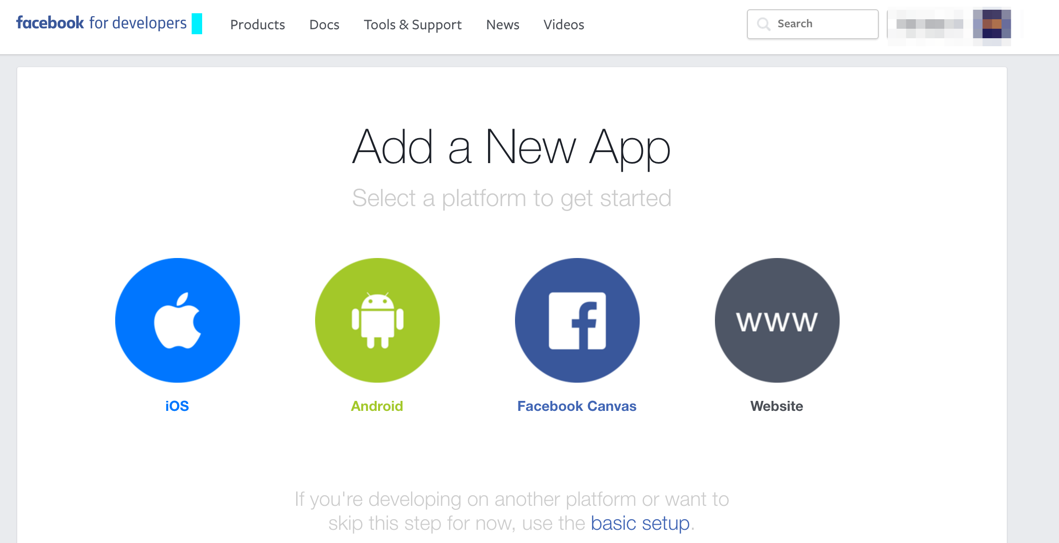 facebook for developers Products Docs Tools & Support News Videos Search
Add a New App
Select a platform to get started
www
iOS Android Facebook Canvas Website
If you're developing on another platform or want to
skip this step for now, use the basic setup.